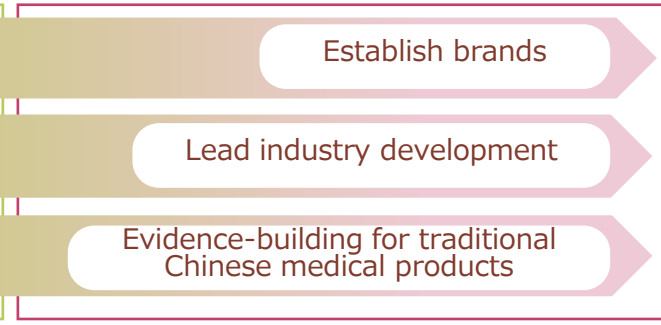 Establish brands
Lead industry development
Evidence-building for traditional
Chinese medical products